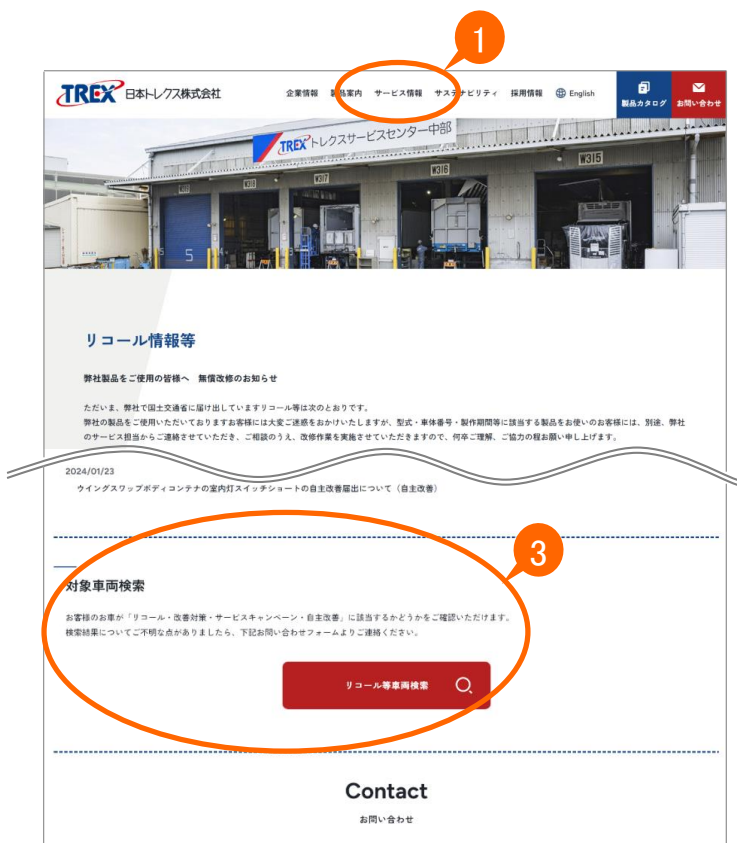 1
TREX 日本トレクス株式会社
企業情報 製品案内 サービス情報 サステナビリティ 採用情報 English
製品カタログ お問い合わせ
TREX トレクスサービスセンター中部
W317
W316
W315
5
リコール情報等
弊社製品をご使用の皆様へ 無償改修のお知らせ
ただいま、弊社で国土交通省に届け出していますリコール等は次のとおりです。
弊社の製品をご使用いただいておりますお客様には大変ご迷惑をおかけいたしますが、型式・車体番号・製作期間等に該当する製品をお使いのお客様には、別途、弊社
のサービス担当からご連絡させていただき、ご相談のうえ、改修作業を実施させていただきますので、何卒ご理解、ご協力の程お願い申し上げます。
2024/01/23
ウイングスワップボディコンテナの室内灯スイッチショートの自主改善届出について（自主改善）
3
対象車両検索
お客様のお車が「リコール・改善対策・サービスキャンペーン・自主改善」に該当するかどうかをご確認いただけます。
検索結果についてご不明な点がありましたら、下記お問い合わせフォームよりご連絡ください。
リコール等車両検索
Contact
お問い合わせ